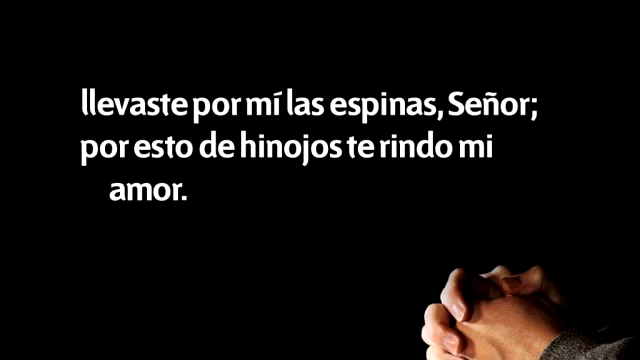 llevaste por mí las espinas, Señor;
por esto de hinojos te rindo mi
amor.